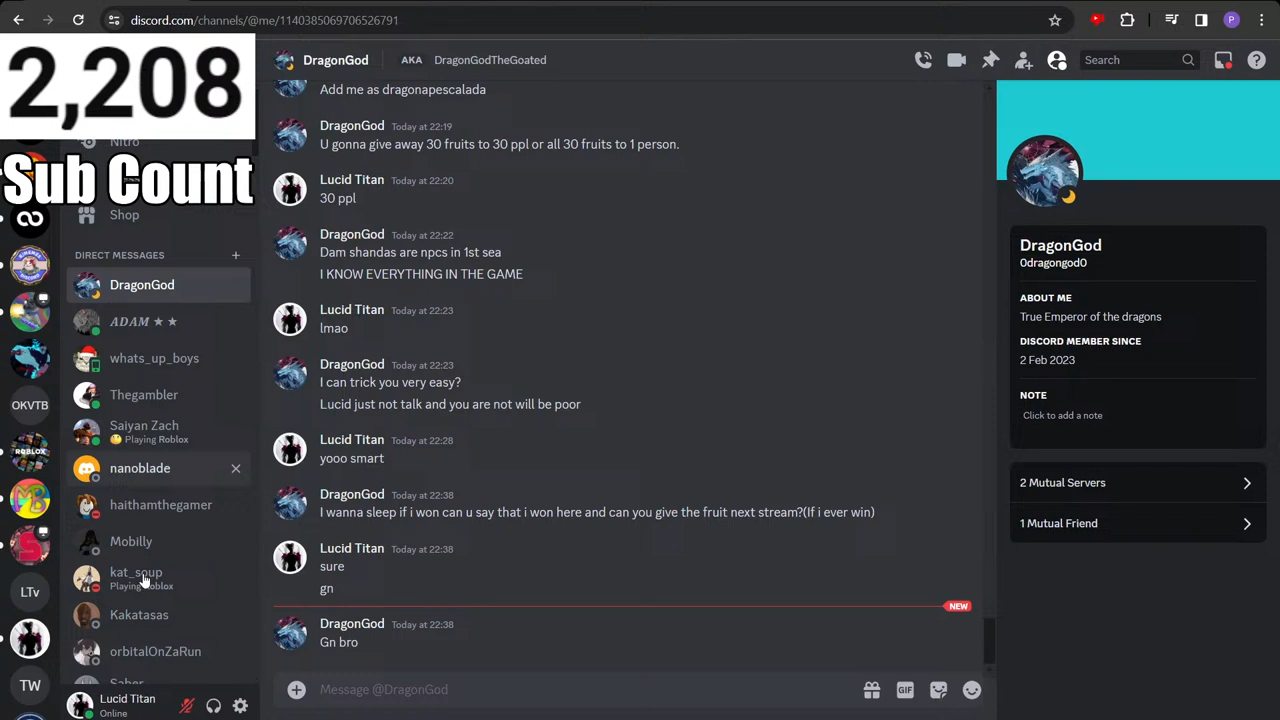 discord.com/channels/@me/1140385069706526791
P
2,208
Sub Count
Nitro
Shop
DIRECT MESSAGES
DragonGod
ADAM ★ ★
whats_up_boys
Thegambler
Saiyan Zach
Playing Roblox
nanoblade
haithamthegamer
Mobilly
kat_soup
Playing Roblox
Kakatasas
orbitalOnZaRun
Saber
Lucid Titan
Online
OKVTB
ROBLOX
MB
S
LTv
TW
DragonGod
AKA
DragonGodTheGoated
Search
Add me as dragonapescalada
DragonGod Today at 22:19
U gonna give away 30 fruits to 30 ppl or all 30 fruits to 1 person.
Lucid Titan Today at 22:20
30 ppl
DragonGod Today at 22:22
Dam shandas are npcs in 1st sea
I KNOW EVERYTHING IN THE GAME
Lucid Titan Today at 22:23
lmao
DragonGod Today at 22:23
I can trick you very easy?
Lucid just not talk and you are not will be poor
Lucid Titan Today at 22:28
yooo smart
DragonGod Today at 22:38
I wanna sleep if i won can u say that i won here and can you give the fruit next stream?(If i ever win)
Lucid Titan Today at 22:38
sure
gn
NEW
DragonGod Today at 22:38
Gn bro
Message @DragonGod
GIF
DragonGod
0dragongod0
ABOUT ME
True Emperor of the dragons
DISCORD MEMBER SINCE
2 Feb 2023
NOTE
Click to add a note
2 Mutual Servers
1 Mutual Friend